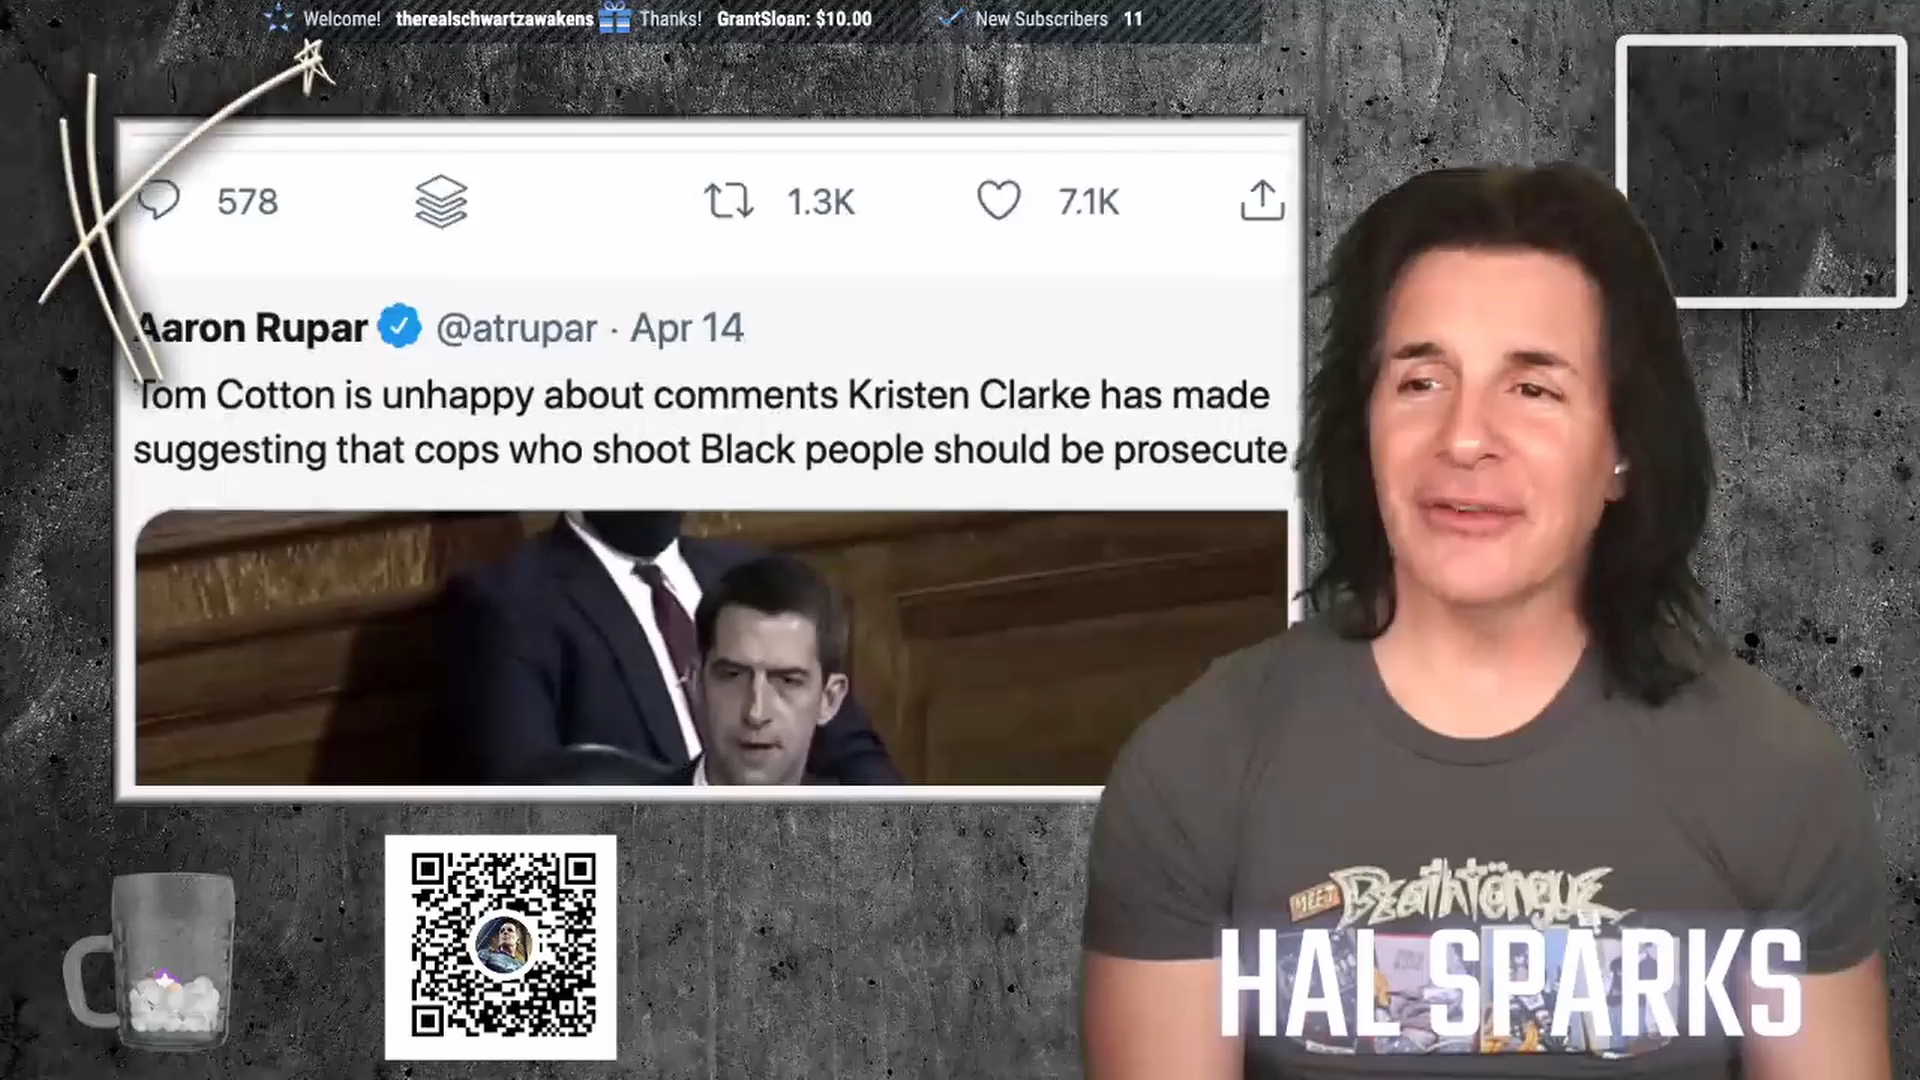 Welcome! therealschwartzawakens Thanks! GrantSloan: $10.00 New Subscribers 11
578 1.3K 7.1K
Aaron Rupar @atrupar · Apr 14
Tom Cotton is unhappy about comments Kristen Clarke has made
suggesting that cops who shoot Black people should be prosecute
MEET Deathtöngue
HAL SPARKS